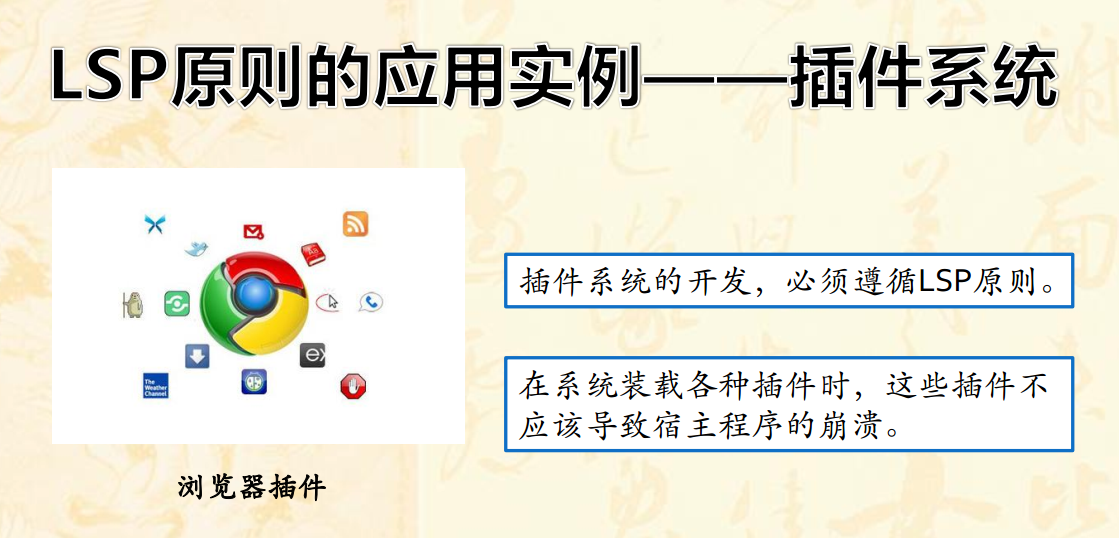 LSP原则的应用实例——插件系统
插件系统的开发，必须遵循LSP原则。
在系统装载各种插件时，这些插件不
应该导致宿主程序的崩溃。
The
Weather
Channel
浏览器插件